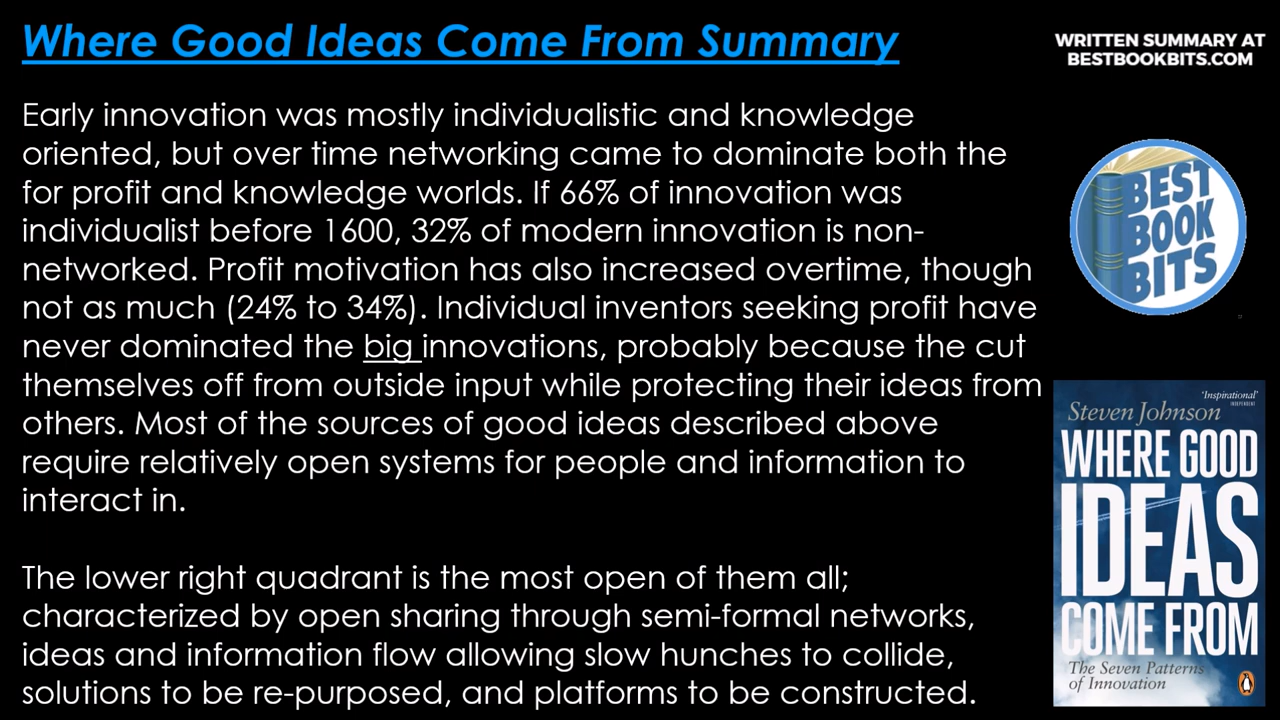 Where Good Ideas Come From Summary
WRITTEN SUMMARY AT
BESTBOOKBITS.COM
Early innovation was mostly individualistic and knowledge
oriented, but over time networking came to dominate both the
for profit and knowledge worlds. If 66% of innovation was
individualist before 1600, 32% of modern innovation is non-
networked. Profit motivation has also increased overtime, though
not as much (24% to 34%). Individual inventors seeking profit have
never dominated the big innovations, probably because the cut
themselves off from outside input while protecting their ideas from
others. Most of the sources of good ideas described above
require relatively open systems for people and information to
interact in.
The lower right quadrant is the most open of them all;
characterized by open sharing through semi-formal networks,
ideas and information flow allowing slow hunches to collide,
solutions to be re-purposed, and platforms to be constructed.
BEST
BOOK
BITS
'Inspirational'
INDEPENDENT
Steven Johnson
WHERE GOOD
IDEAS
COME FROM
The Seven Patterns
of Innovation